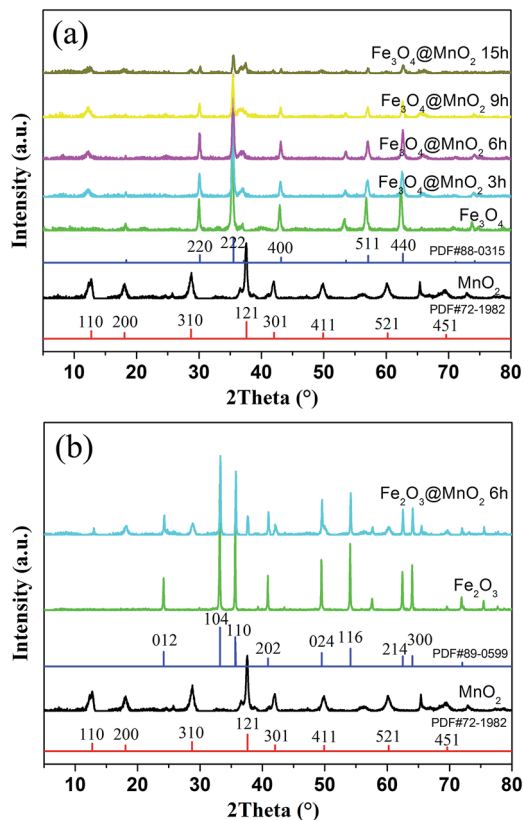 (a)
Fe₃O₄@MnO₂ 15h
Fe₃O₄@MnO₂ 9h
Fe₃O₄@MnO₂ 6h
Fe₃O₄@MnO₂ 3h
Fe₃O₄
220 222 400 511 440 PDF#88-0315
MnO₂
PDF#72-1982
110 200 310 121 301 411 521 451
10 20 30 40 50 60 70 80
2Theta (°)
Intensity (a.u.)
(b)
Fe₂O₃@MnO₂ 6h
Fe₂O₃
012 104 110 202 024 116 214 300 PDF#89-0599
MnO₂
PDF#72-1982
110 200 310 121 301 411 521 451
10 20 30 40 50 60 70 80
2Theta (°)
Intensity (a.u.)